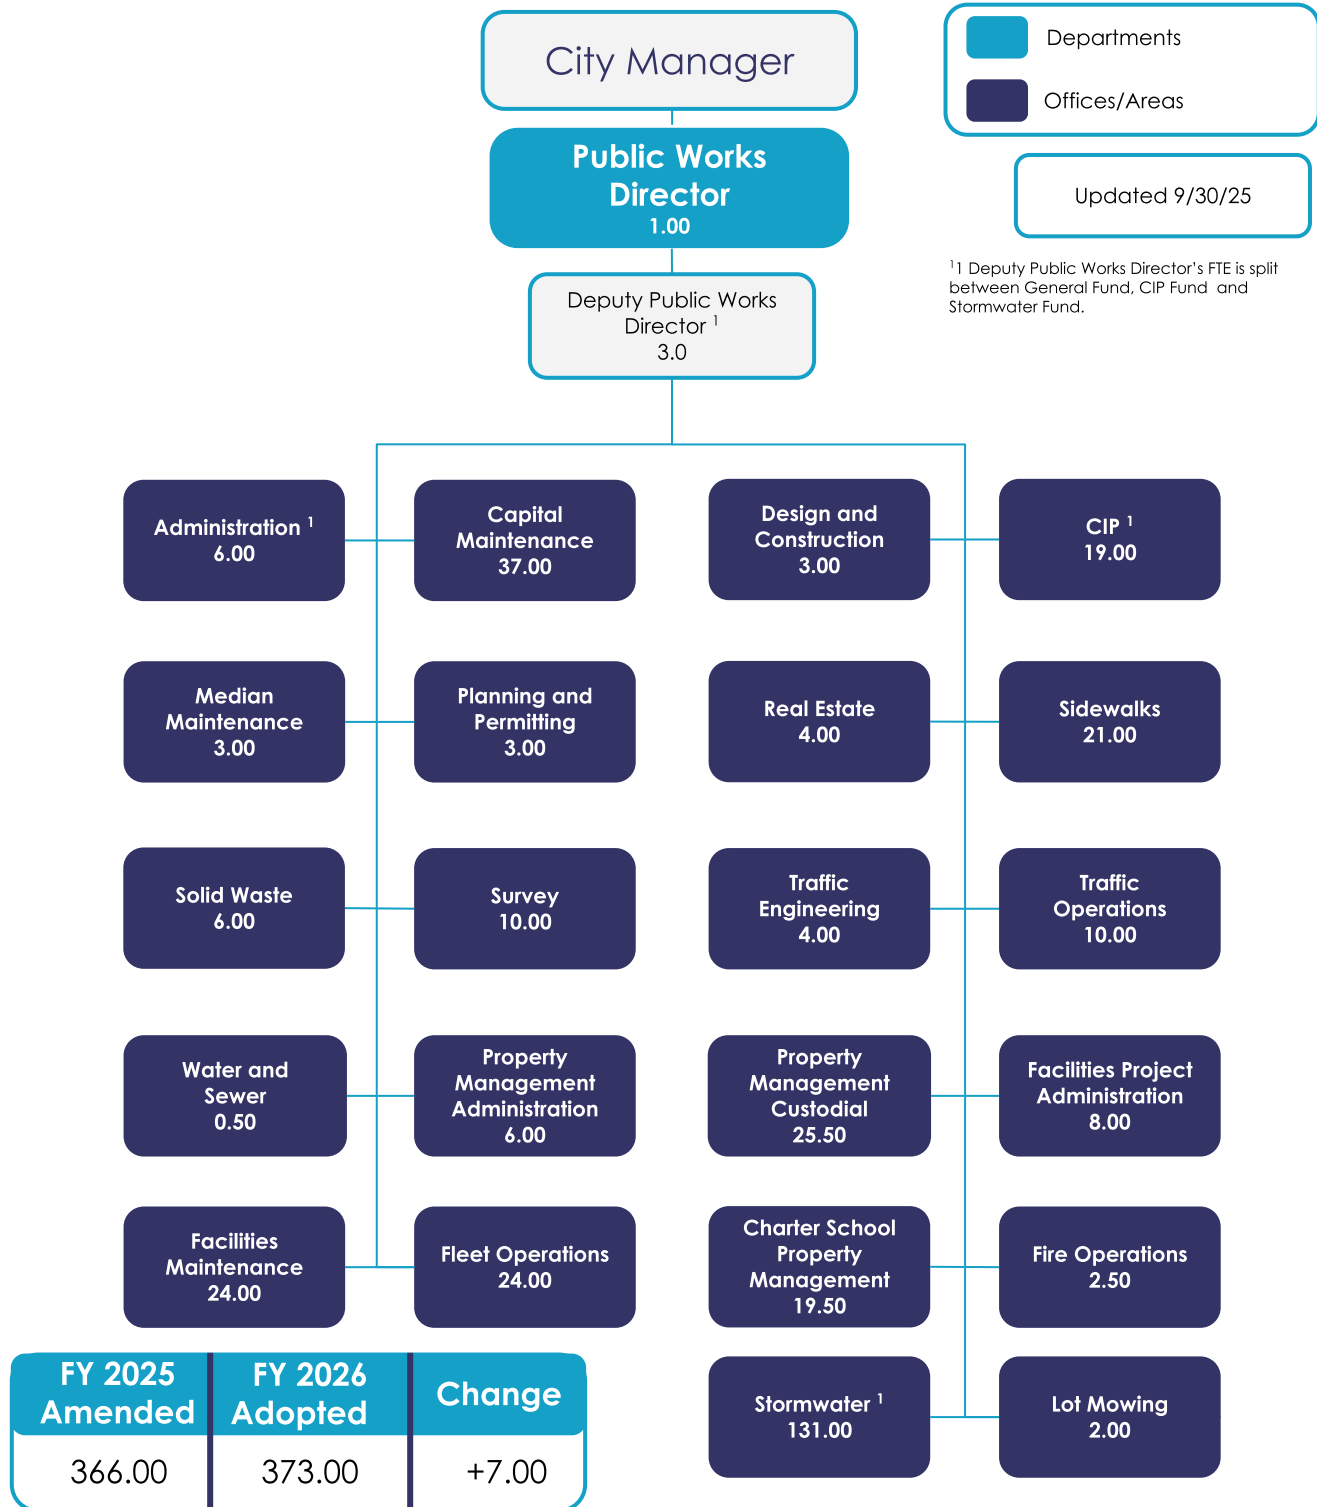 City Manager
Departments
Offices/Areas
Public Works
Director
1.00
Updated 9/30/25
¹1 Deputy Public Works Director's FTE is split
between General Fund, CIP Fund and
Stormwater Fund.
Deputy Public Works
Director ¹
3.0
Administration ¹
6.00
Capital
Maintenance
37.00
Design and
Construction
3.00
CIP ¹
19.00
Median
Maintenance
3.00
Planning and
Permitting
3.00
Real Estate
4.00
Sidewalks
21.00
Solid Waste
6.00
Survey
10.00
Traffic
Engineering
4.00
Traffic
Operations
10.00
Water and
Sewer
0.50
Property
Management
Administration
6.00
Property
Management
Custodial
25.50
Facilities Project
Administration
8.00
Facilities
Maintenance
24.00
Fleet Operations
24.00
Charter School
Property
Management
19.50
Fire Operations
2.50
Stormwater ¹
131.00
Lot Mowing
2.00
FY 2025
Amended
FY 2026
Adopted
Change
366.00
373.00
+7.00